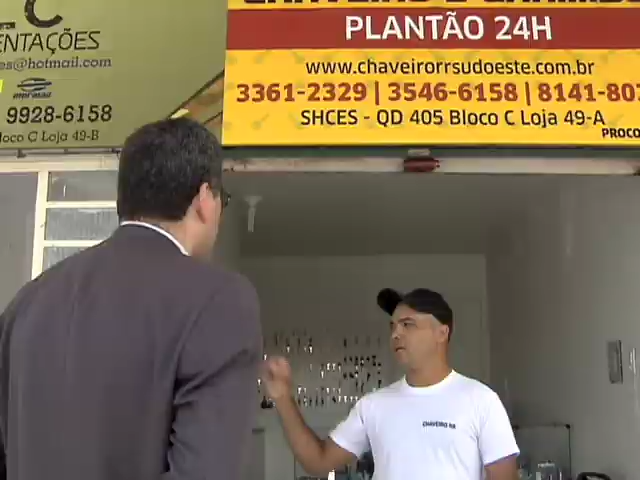 C
ENTAÇÕES
es@hotmail.com
9928-6158
Bloco C Loja 49-B
PLANTÃO 24H
www.chaveirorrsudoeste.com.br
3361-2329 | 3546-6158 | 8141-807
SHCES - QD 405 Bloco C Loja 49-A
PROCO
CHAVEIRO RR